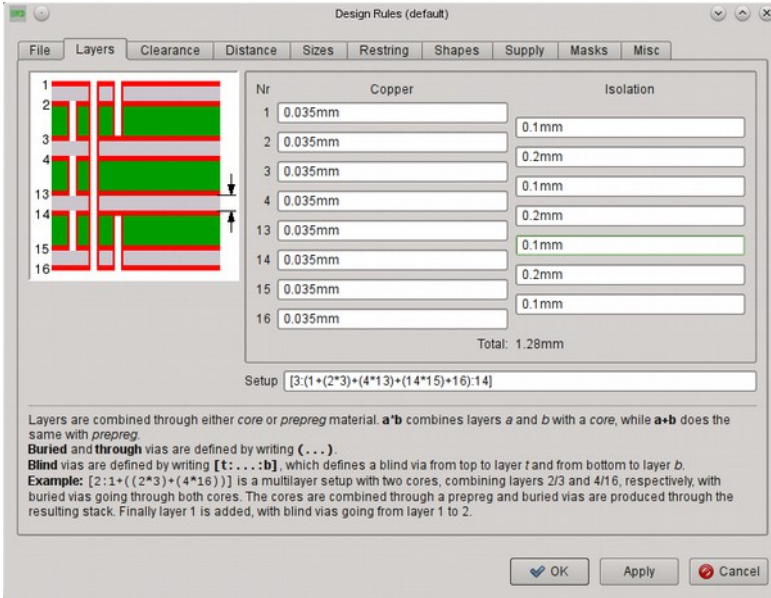 Design Rules (default)
File Layers Clearance Distance Sizes Restring Shapes Supply Masks Misc
1
2
3
4
13
14
15
16
Nr Copper Isolation
1 0.035mm
0.1mm
2 0.035mm
0.2mm
3 0.035mm
0.1mm
4 0.035mm
0.2mm
13 0.035mm
0.1mm
14 0.035mm
0.2mm
15 0.035mm
0.1mm
16 0.035mm
Total: 1.28mm
Setup [3:(1+(2*3)+(4*13)+(14*15)+16):14]
Layers are combined through either core or prepreg material. a*b combines layers a and b with a core, while a+b does the
same with prepreg.
Buried and through vias are defined by writing (...).
Blind vias are defined by writing [t:...:b], which defines a blind via from top to layer t and from bottom to layer b.
Example: [2:1+((2*3)+(4*16))] is a multilayer setup with two cores, combining layers 2/3 and 4/16, respectively, with
buried vias going through both cores. The cores are combined through a prepreg and buried vias are produced through the
resulting stack. Finally layer 1 is added, with blind vias going from layer 1 to 2.
OK Apply Cancel